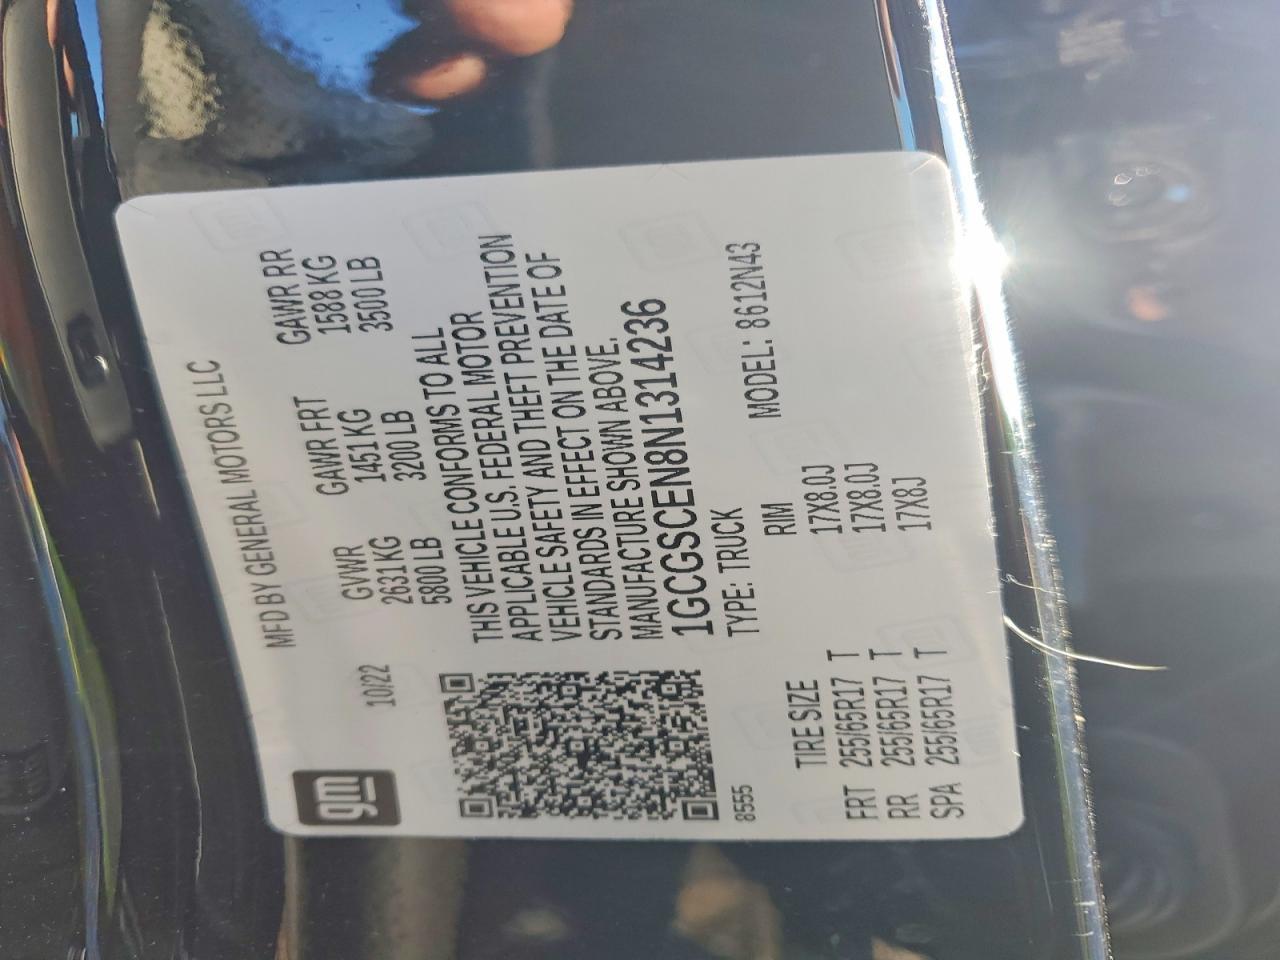 gm
MFD BY GENERAL MOTORS LLC
10/22
GVWR GAWR FRT GAWR RR
2631 KG 1451 KG 1588 KG
5800 LB 3200 LB 3500 LB
THIS VEHICLE CONFORMS TO ALL
APPLICABLE U.S. FEDERAL MOTOR
VEHICLE SAFETY AND THEFT PREVENTION
STANDARDS IN EFFECT ON THE DATE OF
MANUFACTURE SHOWN ABOVE.
1GCGSCEN8N1314236
8555
TYPE: TRUCK MODEL: 8612N43
TIRE SIZE RIM
FRT 255/65R17 T 17X8.0J
RR 255/65R17 T 17X8.0J
SPA 255/65R17 T 17X8J